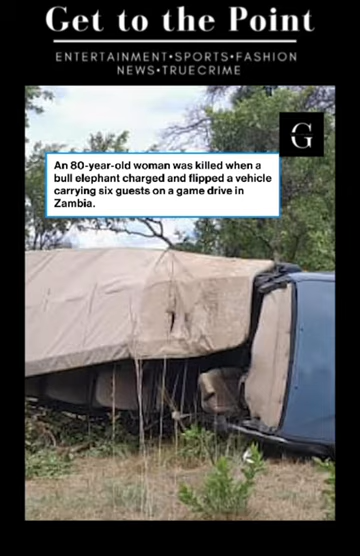 Get to the Point
ENTERTAINMENT•SPORTS•FASHION
NEWS•TRUECRIME
G
An 80-year-old woman was killed when a
bull elephant charged and flipped a vehicle
carrying six guests on a game drive in
Zambia.